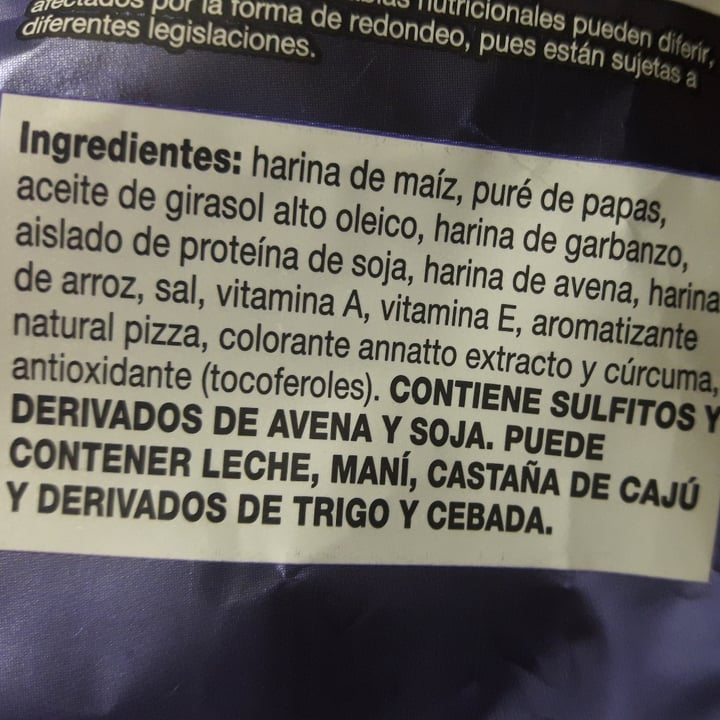 nutricionales pueden diferir,
afectados por la forma de redondeo, pues están sujetas a
diferentes legislaciones.
Ingredientes: harina de maíz, puré de papas,
aceite de girasol alto oleico, harina de garbanzo,
aislado de proteína de soja, harina de avena, harina
de arroz, sal, vitamina A, vitamina E, aromatizante
natural pizza, colorante annatto extracto y cúrcuma,
antioxidante (tocoferoles). CONTIENE SULFITOS Y
DERIVADOS DE AVENA Y SOJA. PUEDE
CONTENER LECHE, MANÍ, CASTAÑA DE CAJÚ
Y DERIVADOS DE TRIGO Y CEBADA.